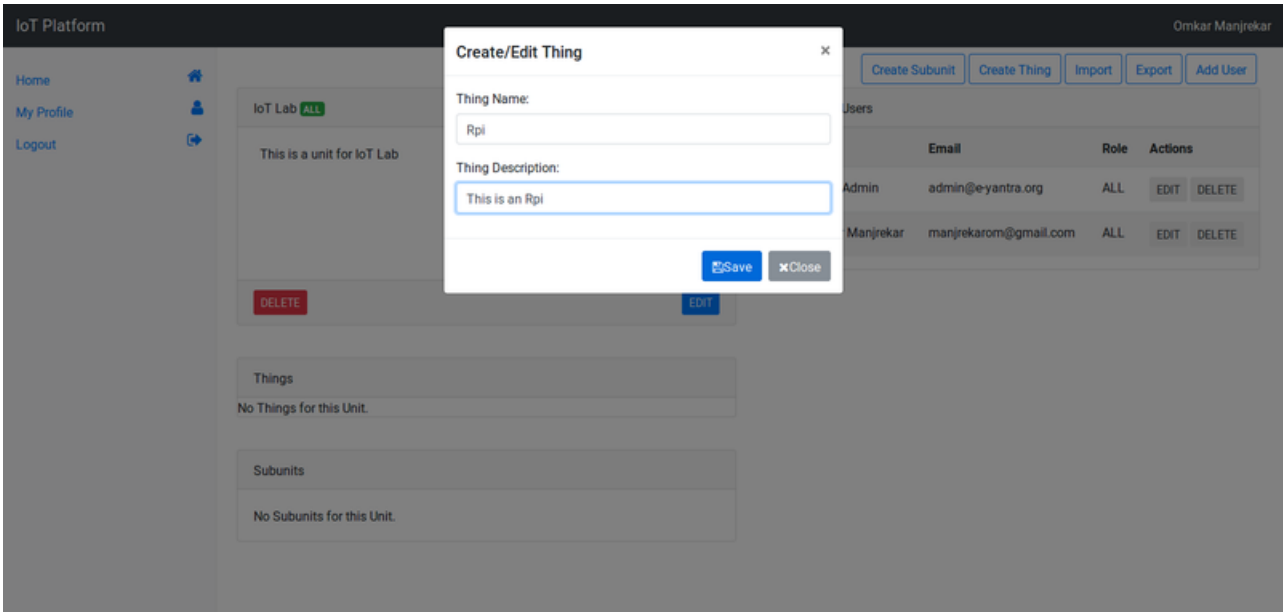 IoT Platform
Omkar Manjrekar
Home
My Profile
Logout
Create Subunit
Create Thing
Import
Export
Add User
IoT Lab ALL
This is a unit for IoT Lab
DELETE
EDIT
Create/Edit Thing ×
Thing Name:
Rpi
Thing Description:
This is an Rpi
Save
Close
Users
Email Role Actions
Admin admin@e-yantra.org ALL EDIT DELETE
Manjrekar manjrekarom@gmail.com ALL EDIT DELETE
Things
No Things for this Unit.
Subunits
No Subunits for this Unit.